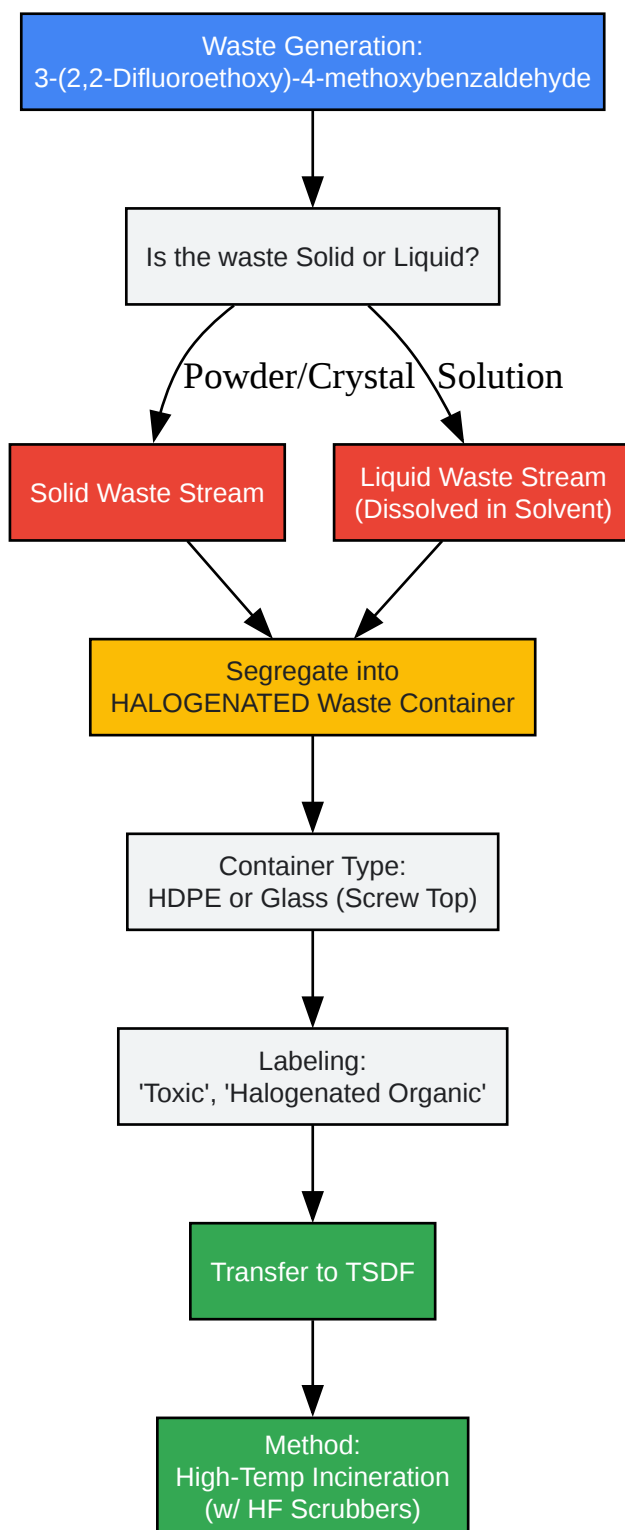 Waste Generation:
3-(2,2-Difluoroethoxy)-4-methoxybenzaldehyde
Is the waste Solid or Liquid?
Powder/Crystal
Solution
Solid Waste Stream
Liquid Waste Stream
(Dissolved in Solvent)
Segregate into
HALOGENATED Waste Container
Container Type:
HDPE or Glass (Screw Top)
Labeling:
'Toxic', 'Halogenated Organic'
Transfer to TSDF
Method:
High-Temp Incineration
(w/ HF Scrubbers)